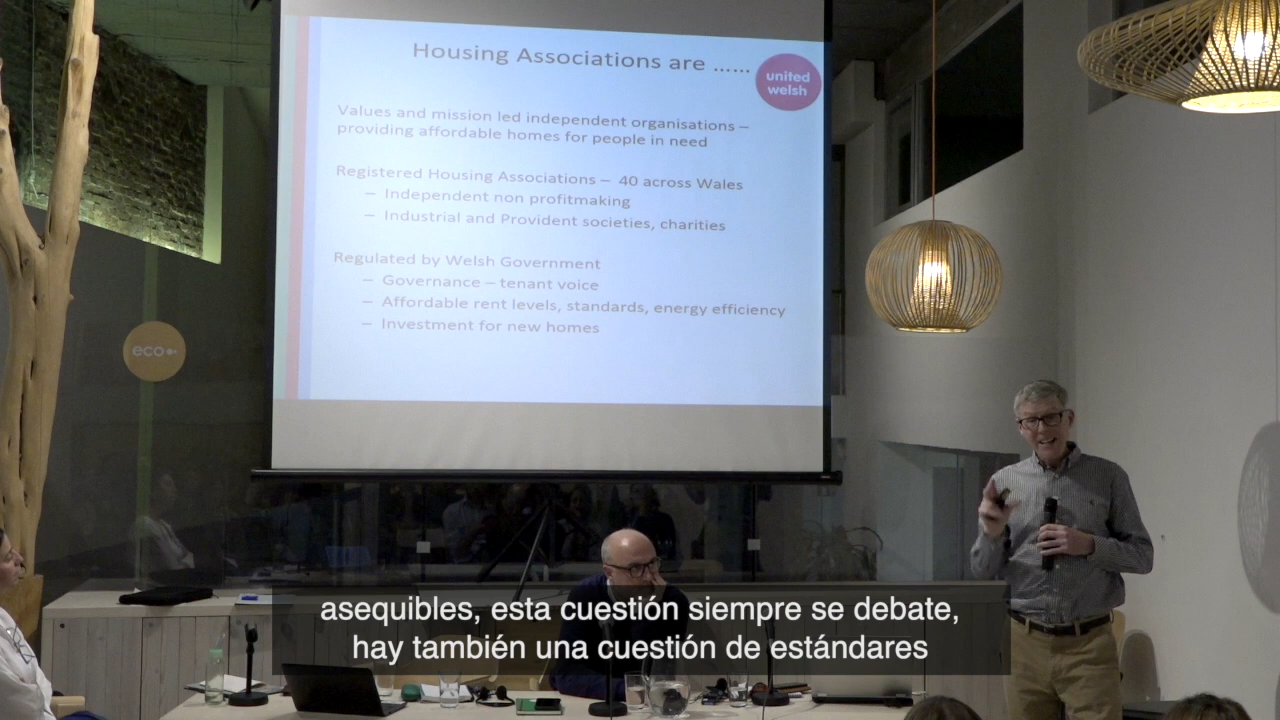 Housing Associations are ......
united
welsh
Values and mission led independent organisations –
providing affordable homes for people in need
Registered Housing Associations – 40 across Wales
– Independent non profitmaking
– Industrial and Provident societies, charities
Regulated by Welsh Government
– Governance – tenant voice
– Affordable rent levels, standards, energy efficiency
– Investment for new homes
eco
asequibles, esta cuestión siempre se debate,
hay también una cuestión de estándares